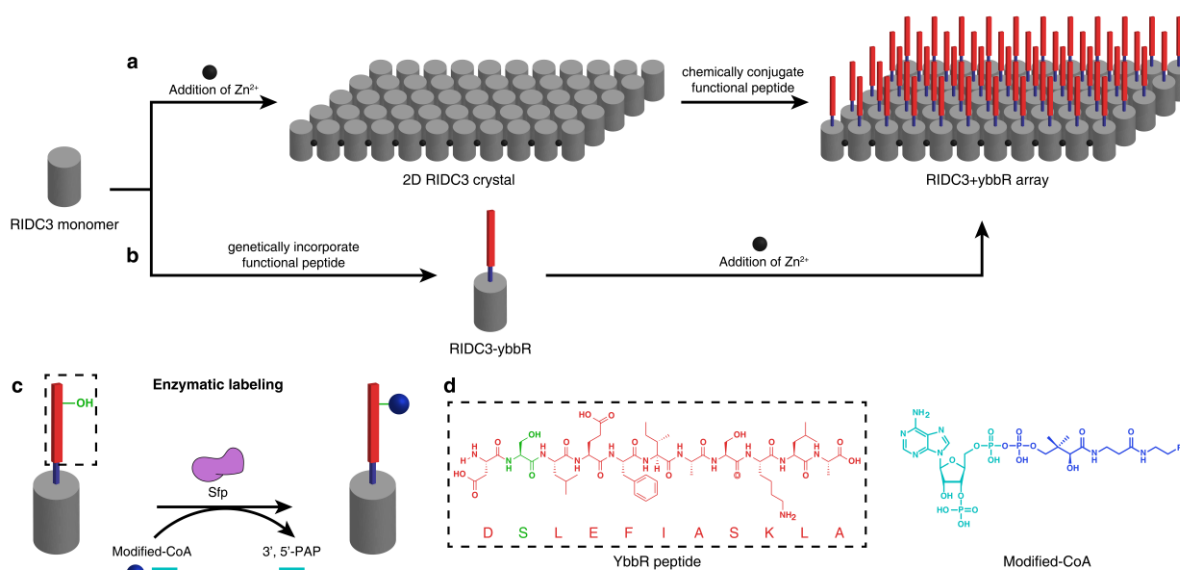 a
Addition of Zn²⁺
chemically conjugate
functional peptide
2D RIDC3 crystal
RIDC3+ybbR array
RIDC3 monomer
b
genetically incorporate
functional peptide
Addition of Zn²⁺
RIDC3-ybbR
c
Enzymatic labeling
OH
Sfp
Modified-CoA
3', 5'-PAP
d
D S L E F I A S K L A
YbbR peptide
Modified-CoA